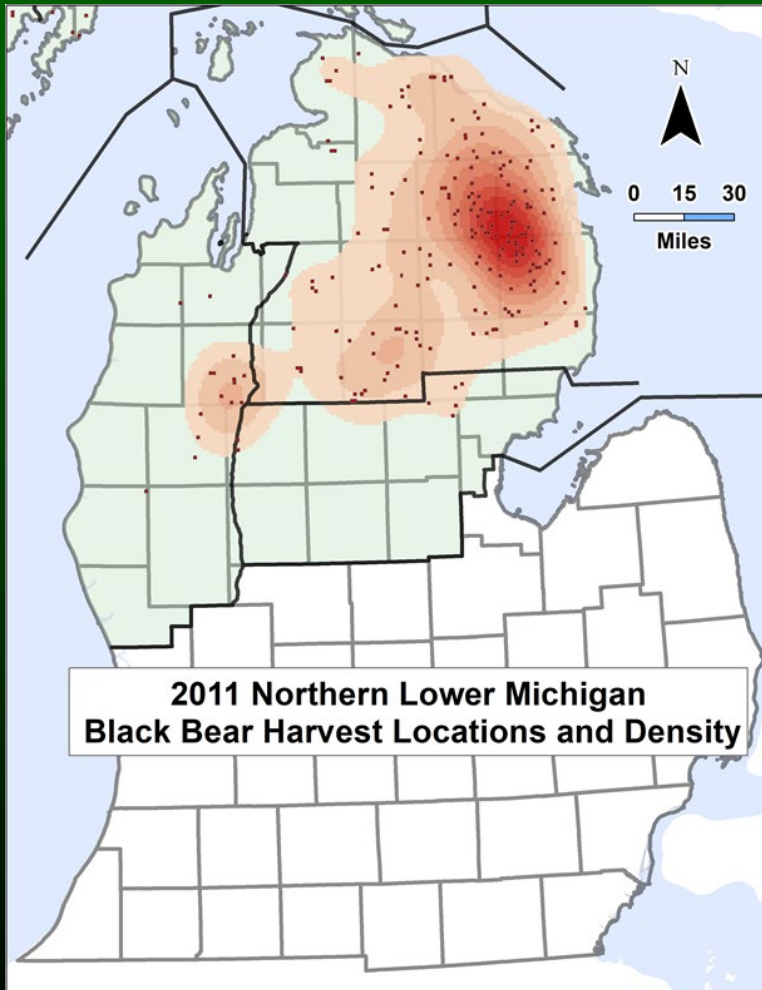 N
0 15 30
Miles
2011 Northern Lower Michigan
Black Bear Harvest Locations and Density